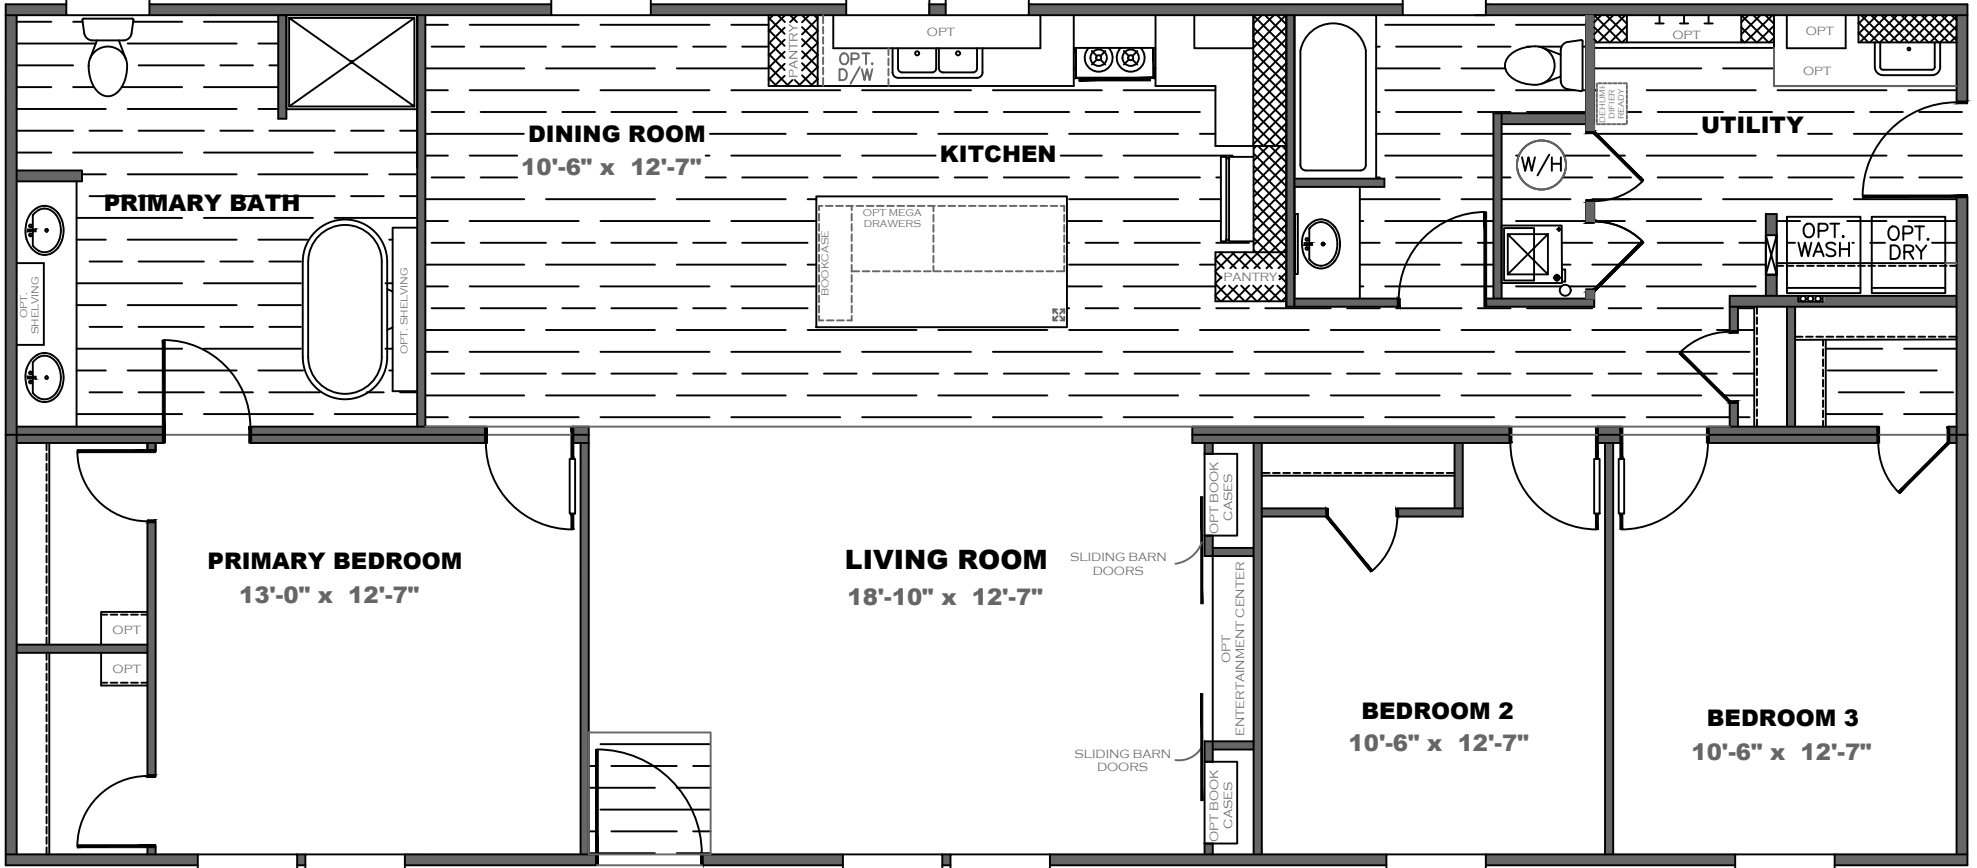 PANTRY
OPT.
D/W
OPT
OPT
OPT
OPT
DEHUMI
DIFIER
READY
DINING ROOM
10'-6" x 12'-7"
KITCHEN
UTILITY
W/H
PRIMARY BATH
OPT MEGA
DRAWERS
BOOKCASE
PANTRY
OPT.
WASH
OPT.
DRY
OPT.
SHELVING
OPT. SHELVING
OPT BOOK
CASES
PRIMARY BEDROOM
13'-0" x 12'-7"
LIVING ROOM
18'-10" x 12'-7"
SLIDING BARN
DOORS
OPT
ENTERTAINMENT CENTER
OPT
OPT
BEDROOM 2
10'-6" x 12'-7"
BEDROOM 3
10'-6" x 12'-7"
SLIDING BARN
DOORS
OPT BOOK
CASES